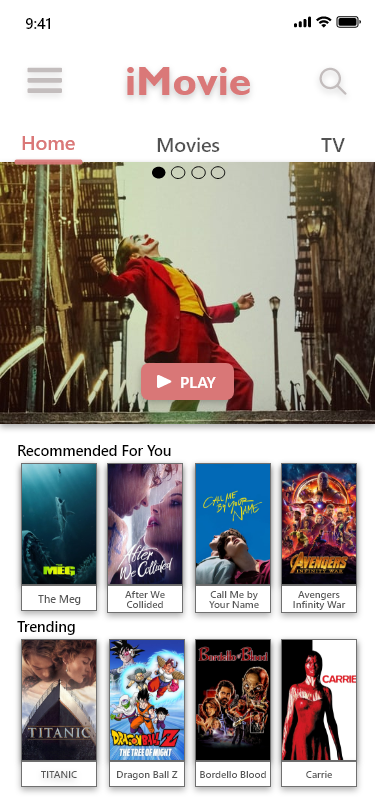 9:41
iMovie
Home
Movies
TV
PLAY
Recommended For You
THE
MEG
After
We Collided
CALL ME
BY YOUR
NAME
AVENGERS
INFINITY WAR
The Meg
After We
Collided
Call Me by
Your Name
Avengers
Infinity War
Trending
TITANIC
DRAGON BALL Z
THE TREE OF MIGHT
Bordello of Blood
CARRIE
TITANIC
Dragon Ball Z
Bordello Blood
Carrie